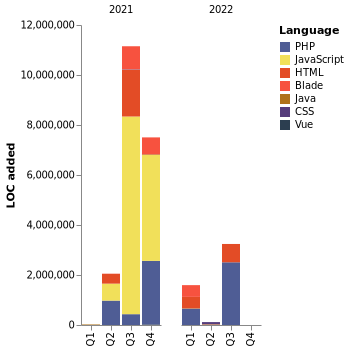 2021
2022
12,000,000
10,000,000
8,000,000
6,000,000
4,000,000
2,000,000
0
LOC added
Q1
Q2
Q3
Q4
Q1
Q2
Q3
Q4
Language
PHP
JavaScript
HTML
Blade
Java
CSS
Vue